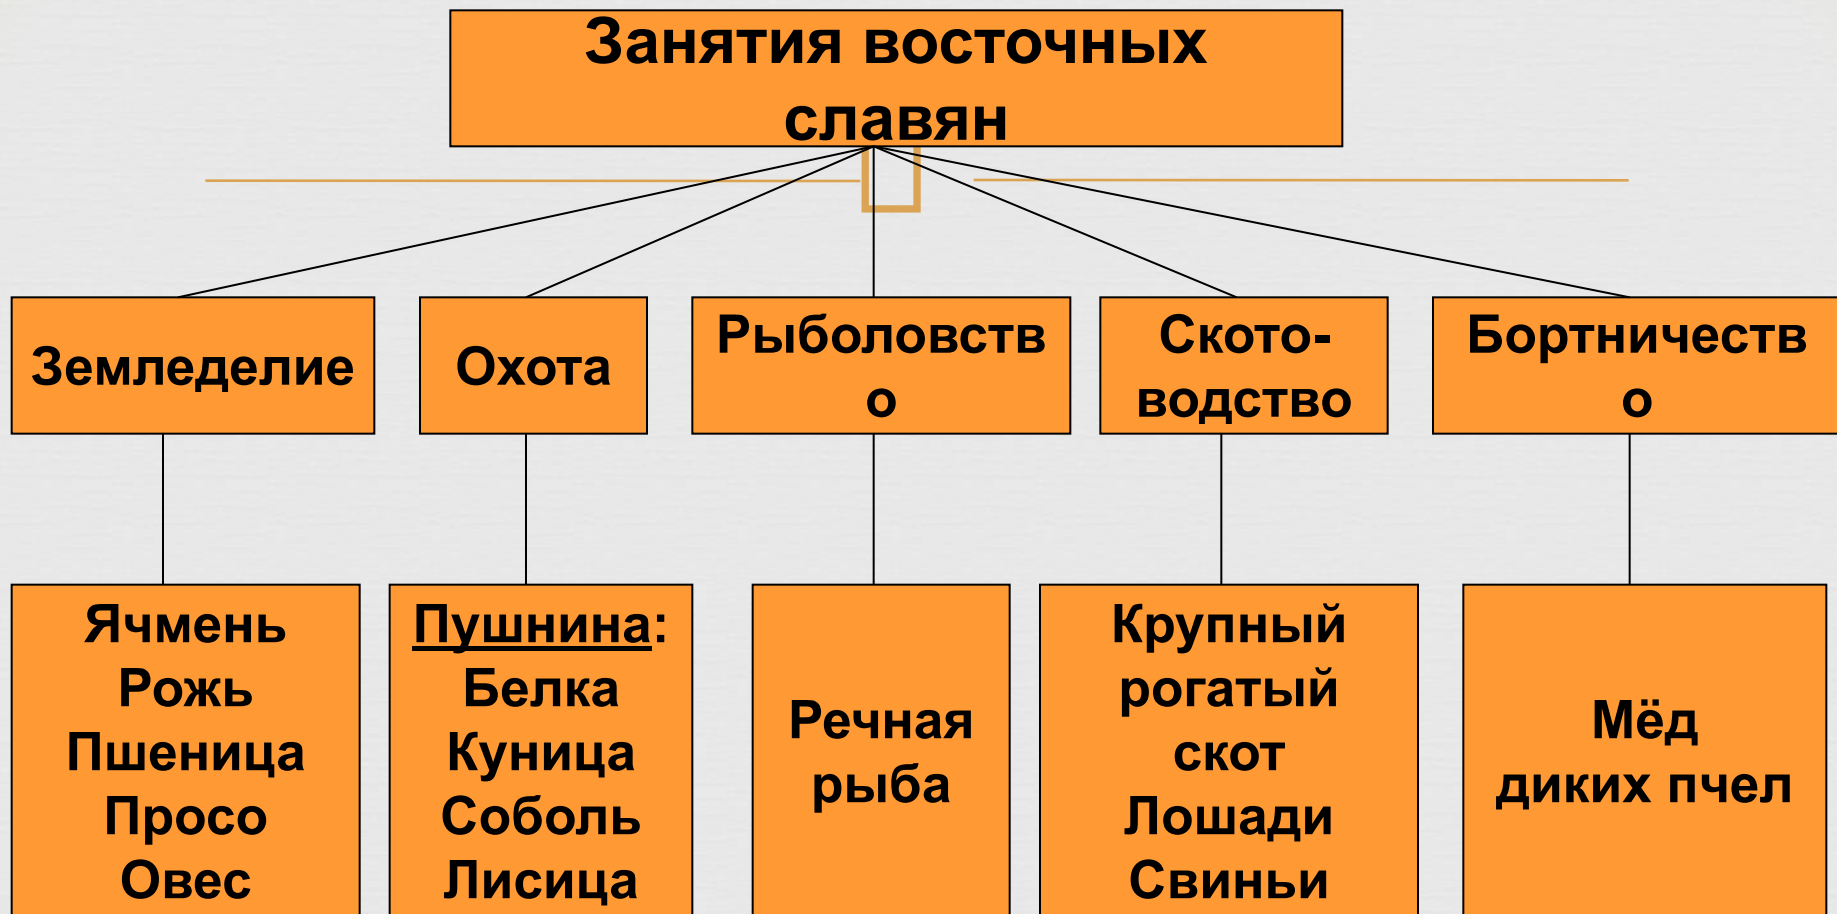 Занятия восточных
славян
Земледелие
Охота
Рыболовств
о
Ското-
водство
Бортничеств
о
Ячмень
Рожь
Пшеница
Просо
Овес
Пушнина:
Белка
Куница
Соболь
Лисица
Речная
рыба
Крупный
рогатый
скот
Лошади
Свиньи
Мёд
диких пчел